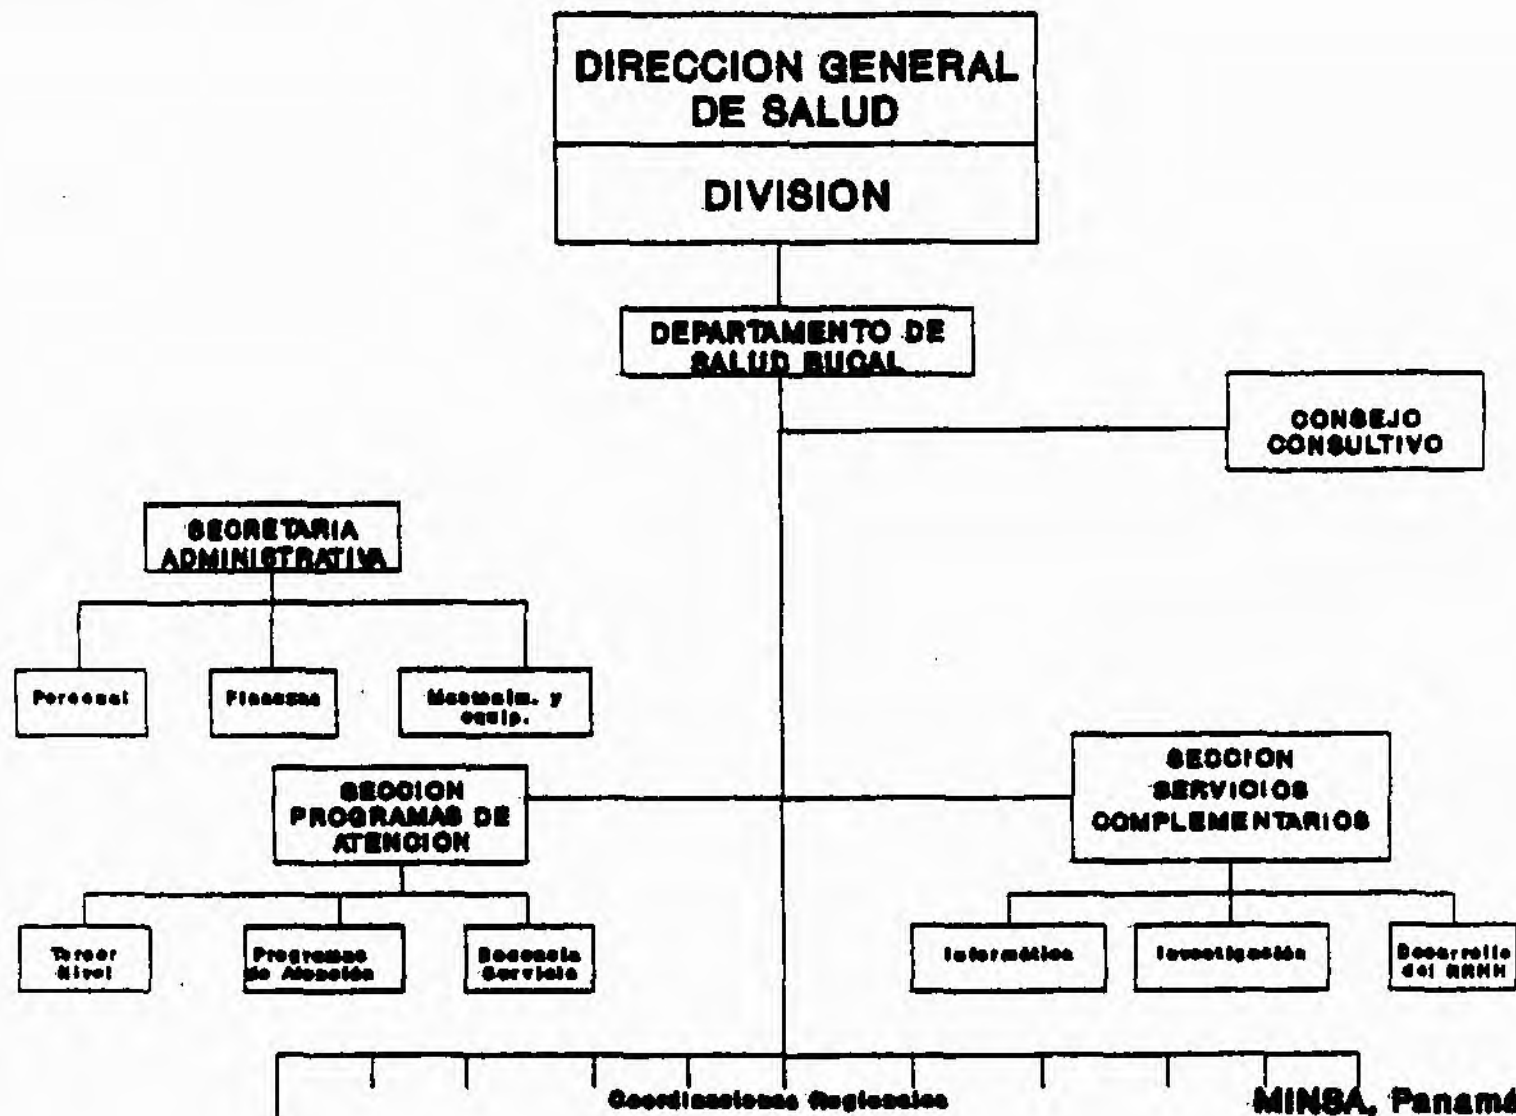 DIRECCION GENERAL
DE SALUD
DIVISION
DEPARTAMENTO DE
SALUD BUCAL
CONSEJO
CONSULTIVO
SECRETARIA
ADMINISTRATIVA
Personal
Finanzas
Mantenim. y
equip.
SECCION
PROGRAMAS DE
ATENCION
SECCION
SERVICIOS
COMPLEMENTARIOS
Tercer
Nivel
Programas
de Atención
Docencia
Servicio
Informática
Investigación
Desarrollo
del RRHH
Coordinaciones Regionales
MINSA, Panamá